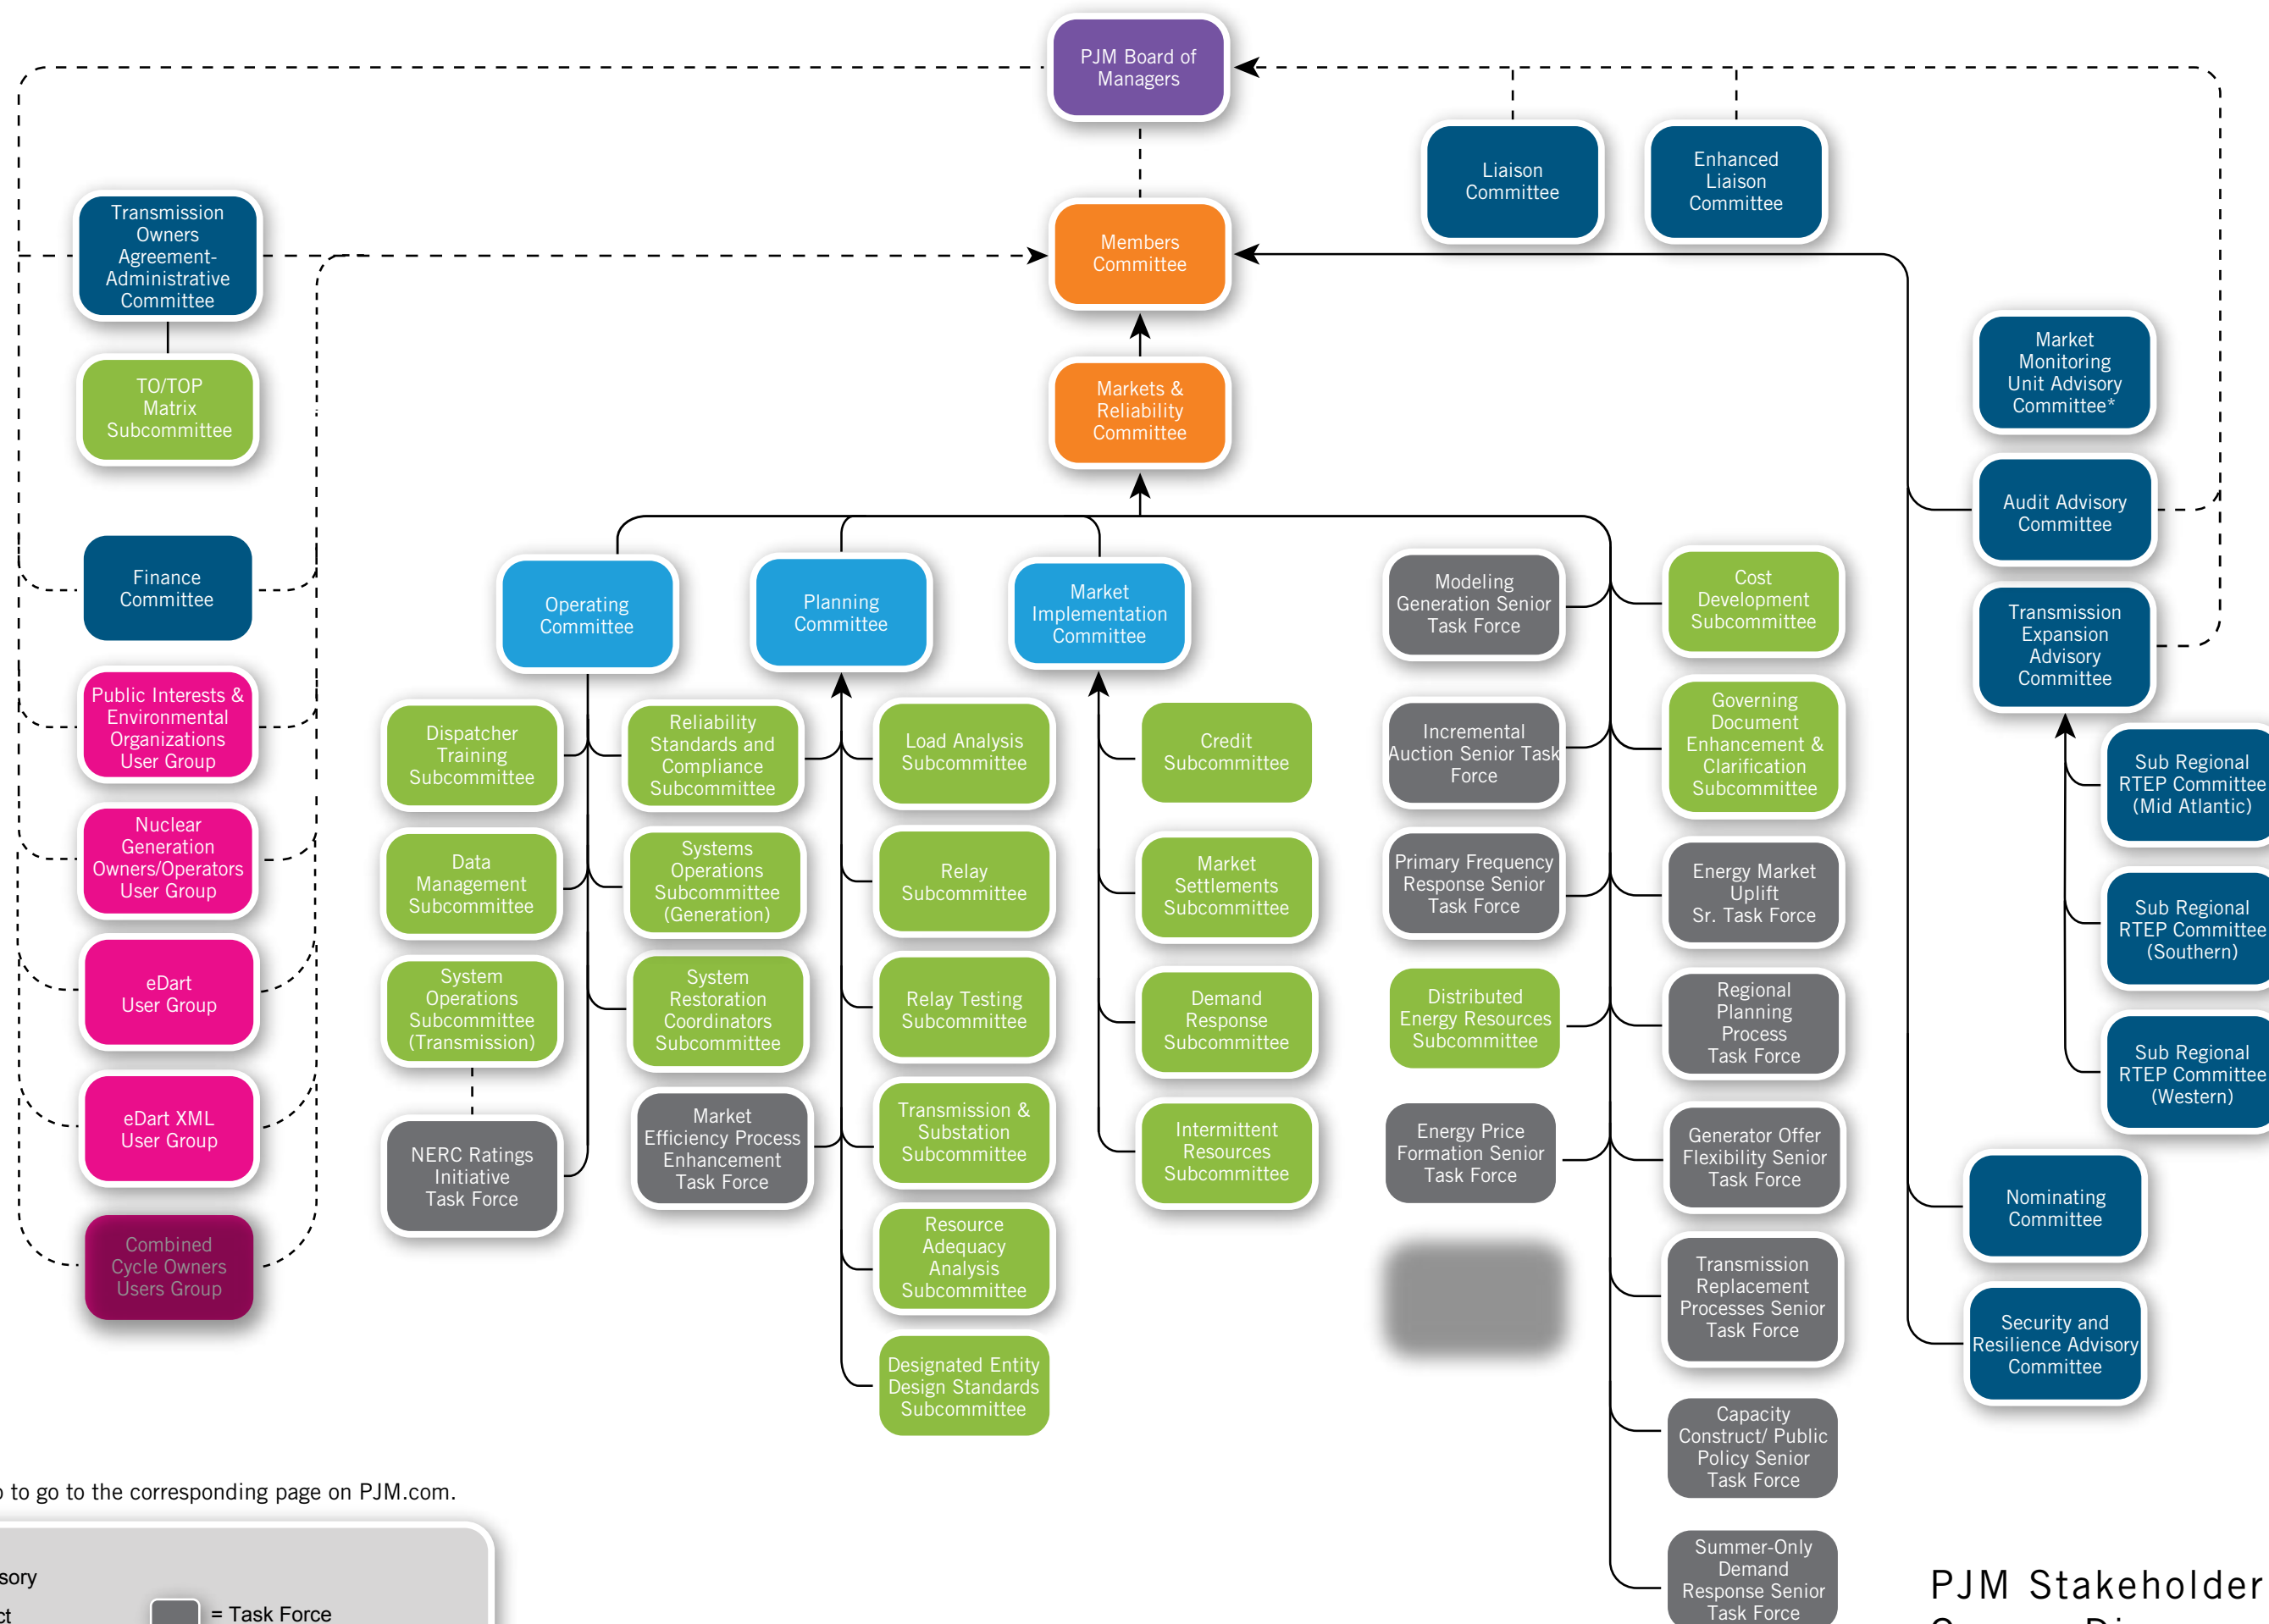 PJM Board of
Managers
Liaison
Committee
Enhanced
Liaison
Committee
Transmission
Owners
Agreement-
Administrative
Committee
Members
Committee
TO/TOP
Matrix
Subcommittee
Markets &
Reliability
Committee
Market
Monitoring
Unit Advisory
Committee*
Audit Advisory
Committee
Transmission
Expansion
Advisory
Committee
Sub Regional
RTEP Committee
(Mid Atlantic)
Sub Regional
RTEP Committee
(Southern)
Sub Regional
RTEP Committee
(Western)
Nominating
Committee
Security and
Resilience Advisory
Committee
Finance
Committee
Public Interests &
Environmental
Organizations
User Group
Nuclear
Generation
Owners/Operators
User Group
eDart
User Group
eDart XML
User Group
Combined
Cycle Owners
Users Group
Operating
Committee
Planning
Committee
Market
Implementation
Committee
Dispatcher
Training
Subcommittee
Data
Management
Subcommittee
System
Operations
Subcommittee
(Transmission)
NERC Ratings
Initiative
Task Force
Reliability
Standards and
Compliance
Subcommittee
Systems
Operations
Subcommittee
(Generation)
System
Restoration
Coordinators
Subcommittee
Market
Efficiency Process
Enhancement
Task Force
Load Analysis
Subcommittee
Relay
Subcommittee
Relay Testing
Subcommittee
Transmission &
Substation
Subcommittee
Resource
Adequacy
Analysis
Subcommittee
Designated Entity
Design Standards
Subcommittee
Credit
Subcommittee
Market
Settlements
Subcommittee
Demand
Response
Subcommittee
Intermittent
Resources
Subcommittee
Modeling
Generation Senior
Task Force
Incremental
Auction Senior Task
Force
Primary Frequency
Response Senior
Task Force
Distributed
Energy Resources
Subcommittee
Energy Price
Formation Senior
Task Force
Cost
Development
Subcommittee
Governing
Document
Enhancement &
Clarification
Subcommittee
Energy Market
Uplift
Sr. Task Force
Regional
Planning
Process
Task Force
Generator Offer
Flexibility Senior
Task Force
Transmission
Replacement
Processes Senior
Task Force
Capacity
Construct/ Public
Policy Senior
Task Force
Summer-Only
Demand
Response Senior
Task Force
to go to the corresponding page on PJM.com.
= Task Force
PJM Stakeholder